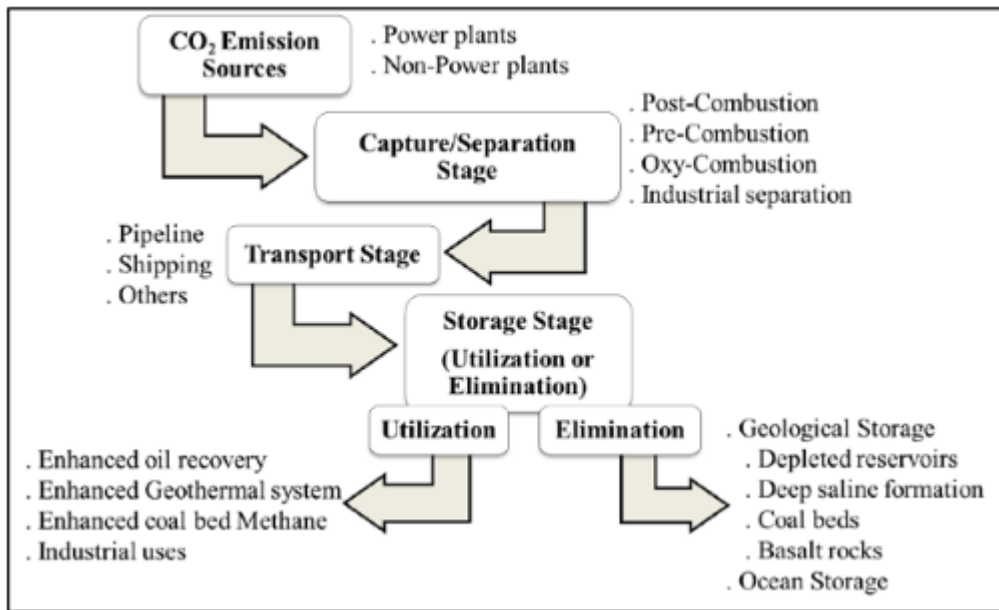 CO₂ Emission
Sources
. Power plants
. Non-Power plants
Capture/Separation
Stage
. Post-Combustion
. Pre-Combustion
. Oxy-Combustion
. Industrial separation
. Pipeline
. Shipping
. Others
Transport Stage
Storage Stage
(Utilization or
Elimination)
Utilization
Elimination
. Enhanced oil recovery
. Enhanced Geothermal system
. Enhanced coal bed Methane
. Industrial uses
. Geological Storage
. Depleted reservoirs
. Deep saline formation
. Coal beds
. Basalt rocks
. Ocean Storage